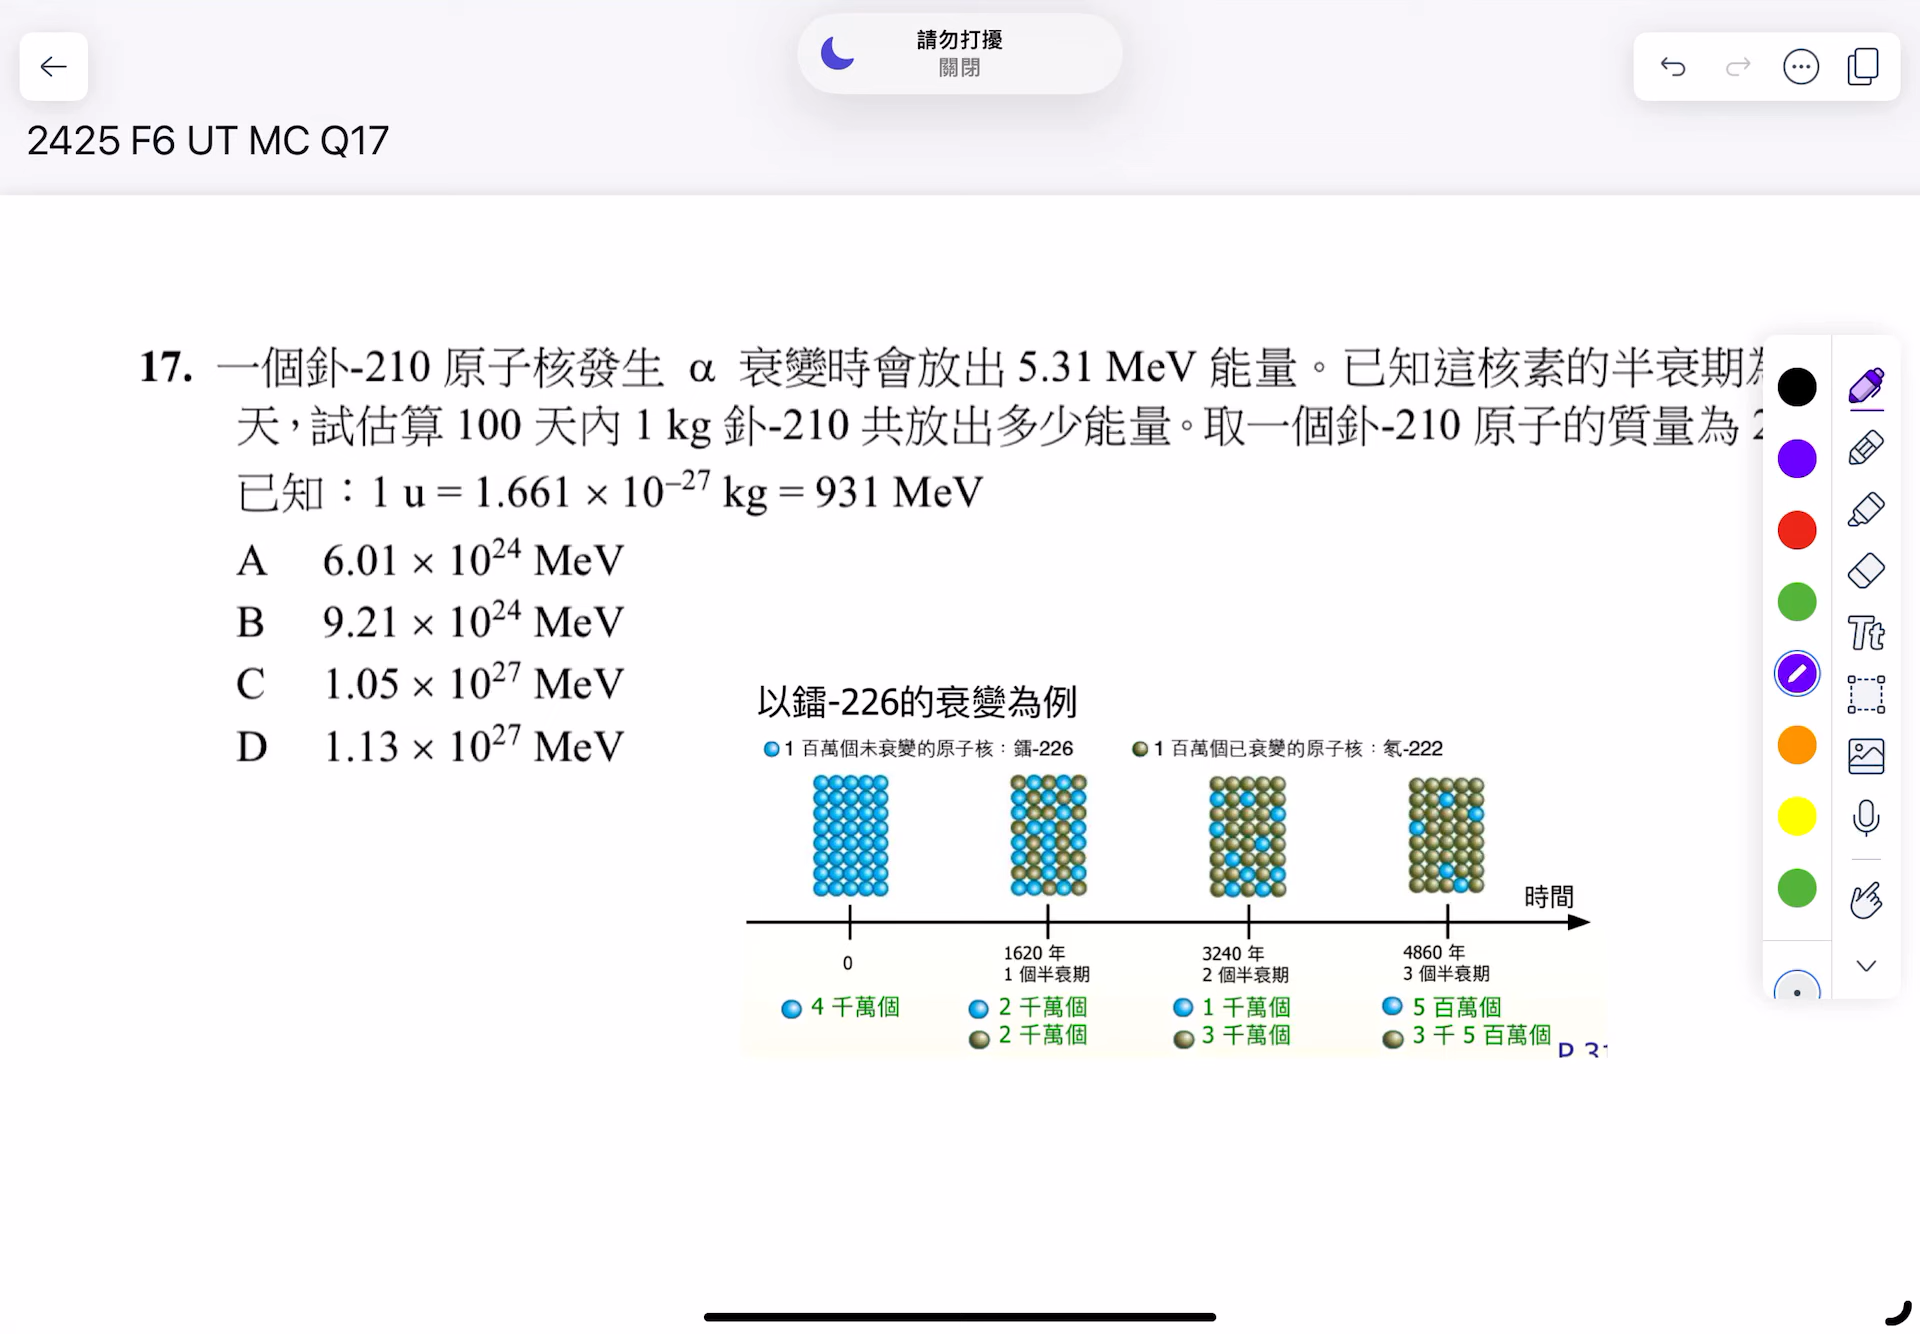 請勿打擾
關閉
2425 F6 UT MC Q17
17. 一個釙-210 原子核發生 α 衰變時會放出 5.31 MeV 能量。已知這核素的半衰期
天,試估算 100 天內 1 kg 釙-210 共放出多少能量。取一個釙-210 原子的質量為
已知:1 u = 1.661 × 10⁻²⁷ kg = 931 MeV
A 6.01 × 10²⁴ MeV
B 9.21 × 10²⁴ MeV
C 1.05 × 10²⁷ MeV
D 1.13 × 10²⁷ MeV
以鐳-226的衰變為例
1 百萬個未衰變的原子核:鐳-226
1 百萬個已衰變的原子核:氡-222
時間
0
1620 年
1 個半衰期
3240 年
2 個半衰期
4860 年
3 個半衰期
4 千萬個
2 千萬個
2 千萬個
1 千萬個
3 千萬個
5 百萬個
3 千 5 百萬個
Tt